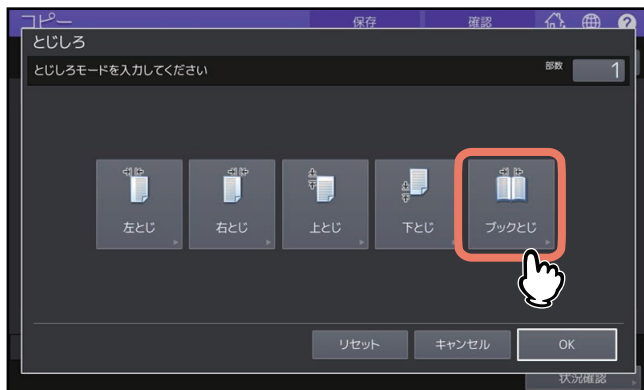 コピー 保存 確認 ?
とじしろ
とじしろモードを入力してください 部数 1
左とじ 右とじ 上とじ 下とじ ブックとじ
リセット キャンセル OK
状況確認